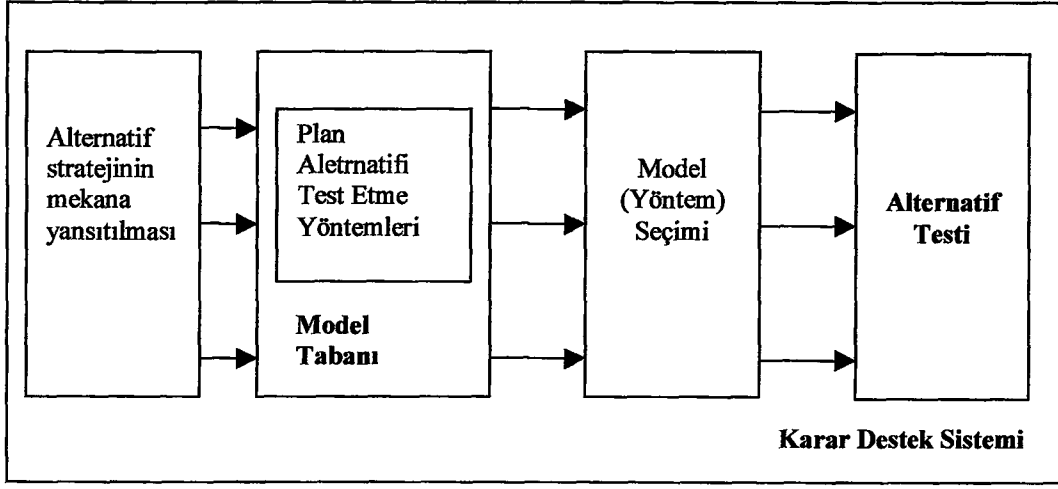 Alternatif
stratejinin
mekana
yansıtılması
Plan
Aletrnatifi
Test Etme
Yöntemleri
Model
Tabanı
Model
(Yöntem)
Seçimi
Alternatif
Testi
Karar Destek Sistemi